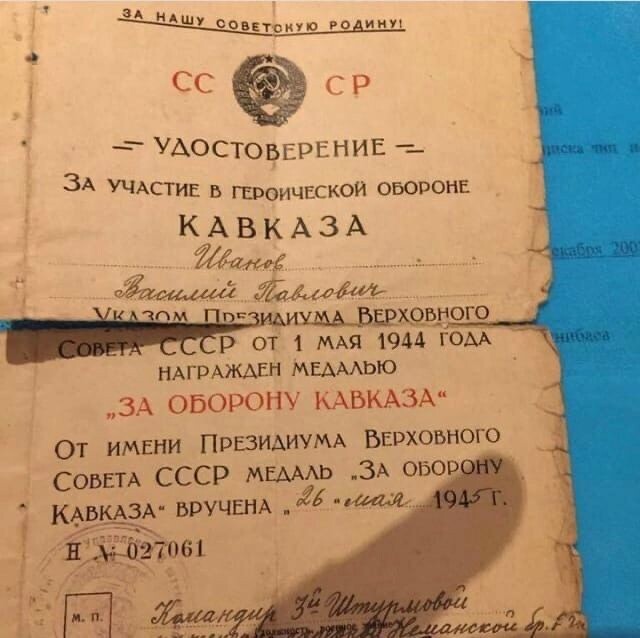 ЗА НАШУ СОВЕТСКУЮ РОДИНУ!
СС СР
УДОСТОВЕРЕНИЕ
ЗА УЧАСТИЕ В ГЕРОИЧЕСКОЙ ОБОРОНЕ
КАВКАЗА
Иванов
Василий Павлович
УКАЗОМ ПРЕЗИДИУМА ВЕРХОВНОГО
СОВЕТА СССР ОТ 1 МАЯ 1944 ГОДА
НАГРАЖДЕН МЕДАЛЬЮ
„ЗА ОБОРОНУ КАВКАЗА“
ОТ ИМЕНИ ПРЕЗИДИУМА ВЕРХОВНОГО
СОВЕТА СССР МЕДАЛЬ „ЗА ОБОРОНУ
КАВКАЗА“ ВРУЧЕНА „26“ мая 1945 г.
Н № 027061
М. П.
Командир 3й Штурмовой
Неманской бр.